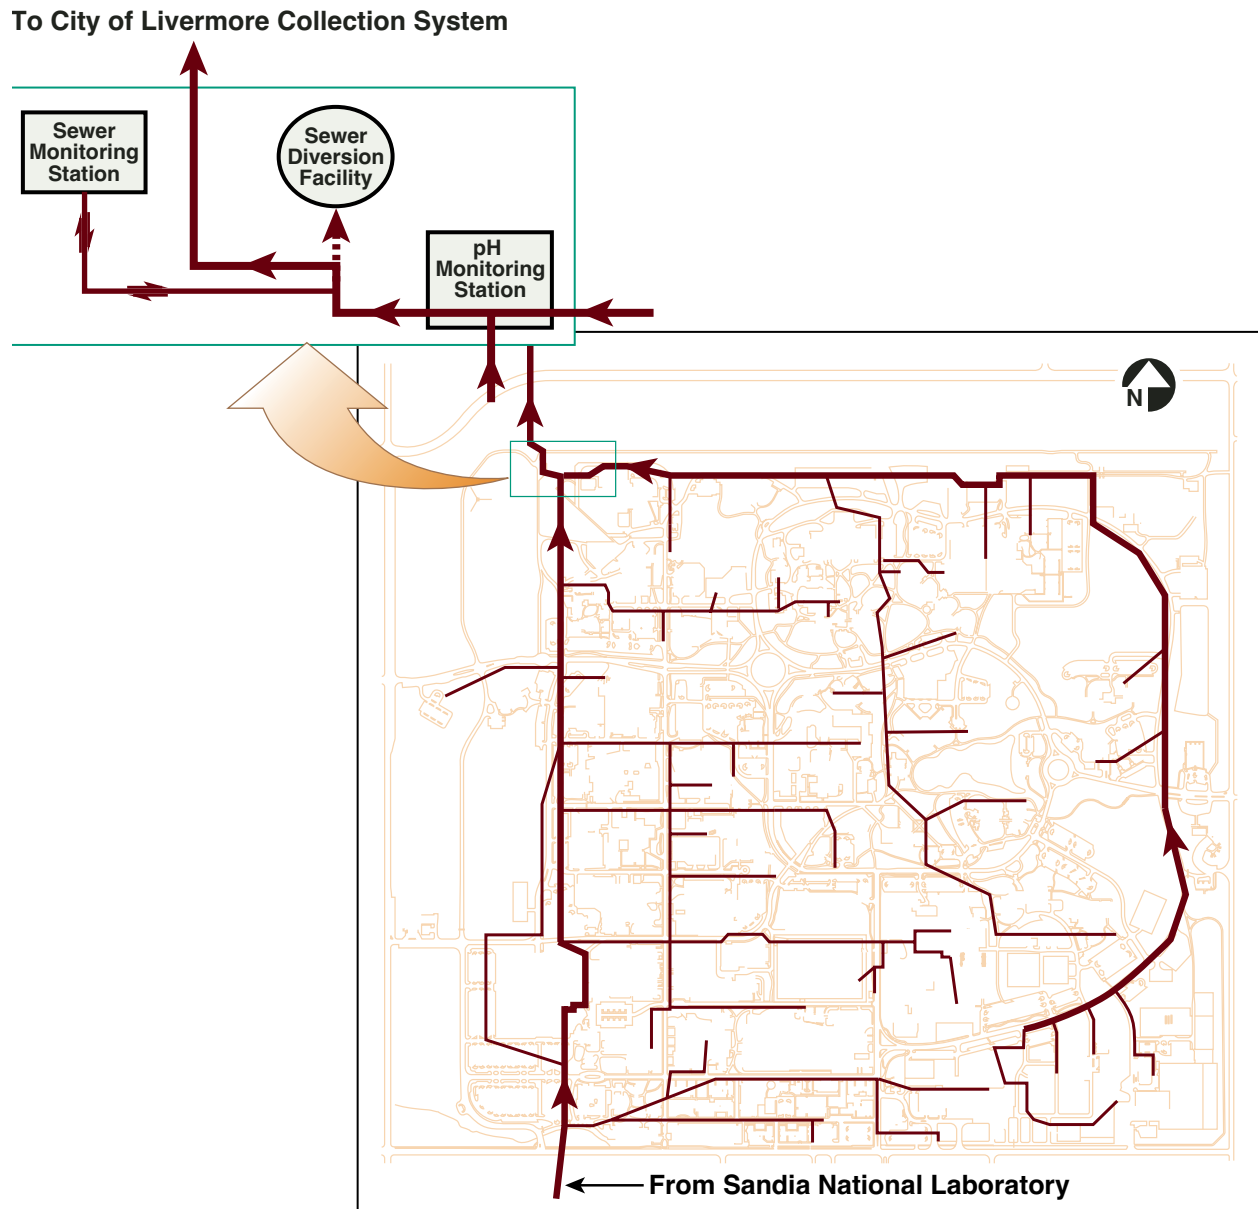 To City of Livermore Collection System
Sewer
Monitoring
Station
Sewer
Diversion
Facility
pH
Monitoring
Station
N
From Sandia National Laboratory